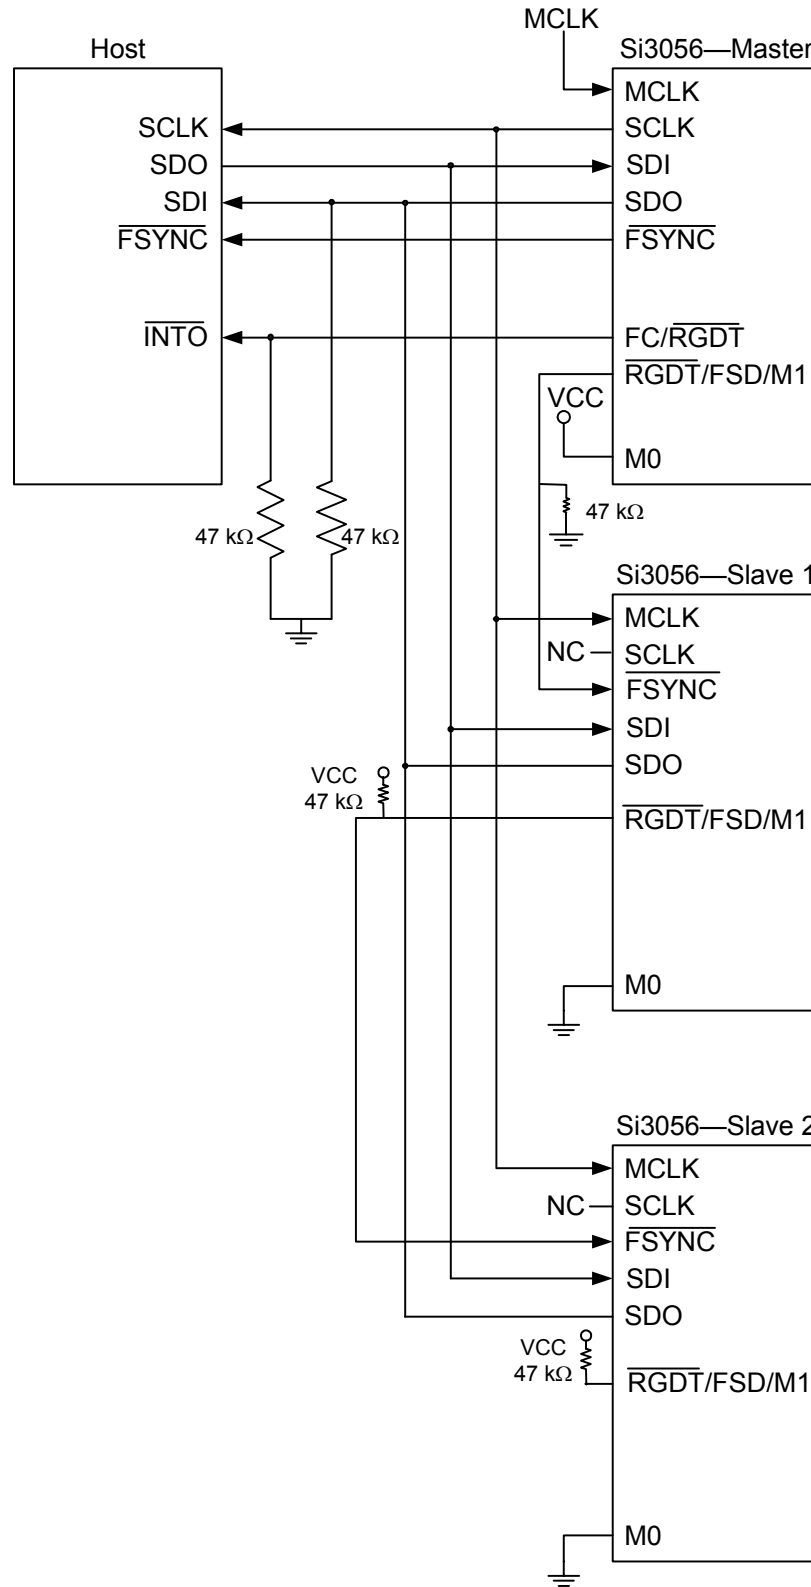 MCLK
Host
Si3056—Master
MCLK
SCLK
SCLK
SDO
SDI
SDI
SDO
FSYNC
FSYNC
INTO
FC/RGDT
RGDT/FSD/M1
VCC
M0
47 kΩ
47 kΩ
47 kΩ
Si3056—Slave 1
MCLK
NC
SCLK
FSYNC
SDI
SDO
VCC
47 kΩ
RGDT/FSD/M1
M0
Si3056—Slave 2
MCLK
NC
SCLK
FSYNC
SDI
SDO
VCC
47 kΩ
RGDT/FSD/M1
M0